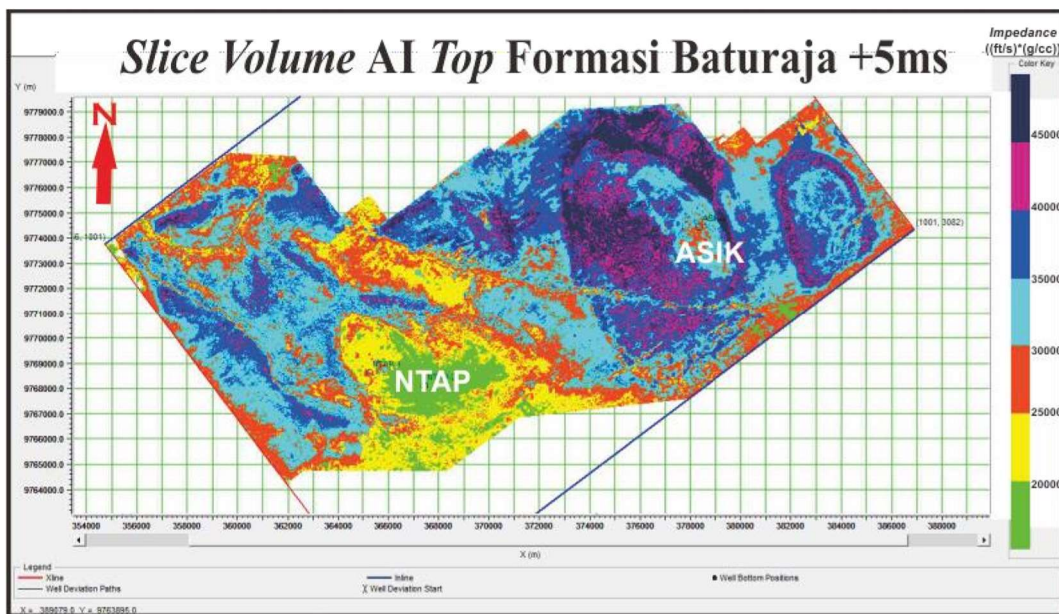 Slice Volume AI Top Formasi Baturaja +5ms
Impedance
((ft/s)*(g/cc))
Color Key
45000
40000
35000
30000
25000
20000
Y (m)
9779000.0
9778000.0
9777000.0
9776000.0
9775000.0
9774000.0
9773000.0
9772000.0
9771000.0
9770000.0
9769000.0
9768000.0
9767000.0
9766000.0
9765000.0
9764000.0
N
(1001, 3082)
ASIK
NTAP
354000 356000 358000 360000 362000 364000 366000 368000 370000 372000 374000 376000 378000 380000 382000 384000 386000 388000
X (m)
Legend
Xline Inline Well Bottom Positions
Well Deviation Paths Well Deviation Start
X = 389079.0 Y = 9763895.0